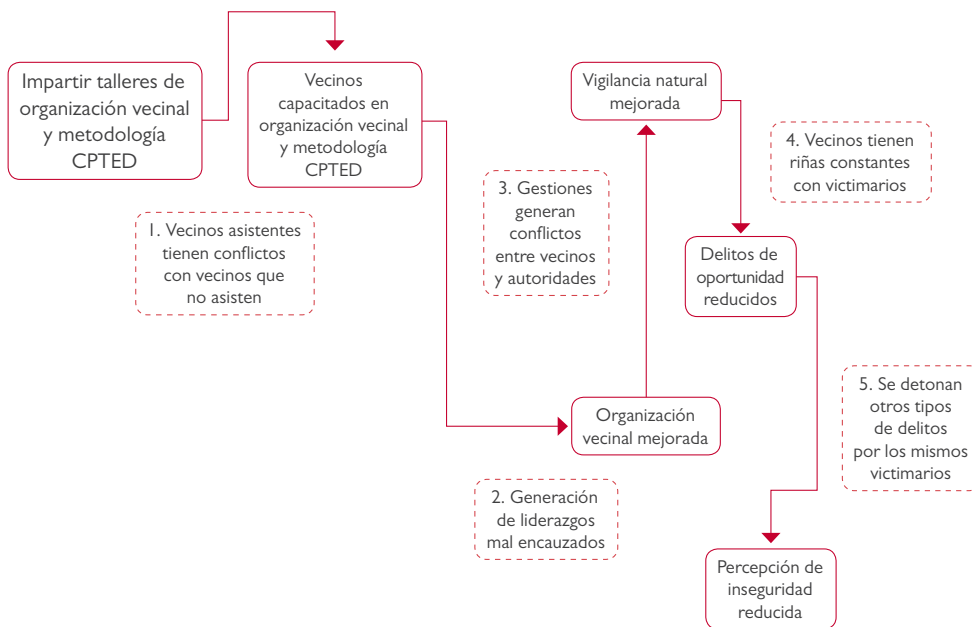 Impartir talleres de
organización vecinal
y metodología
CPTED
Vecinos
capacitados en
organización vecinal
y metodología
CPTED
1. Vecinos asistentes
tienen conflictos
con vecinos que
no asisten
Vigilancia natural
mejorada
3. Gestiones
generan
conflictos
entre vecinos
y autoridades
4. Vecinos tienen
riñas constantes
con victimarios
Delitos de
oportunidad
reducidos
Organización
vecinal mejorada
2. Generación
de liderazgos
mal encauzados
5. Se detonan
otros tipos
de delitos
por los mismos
victimarios
Percepción de
inseguridad
reducida